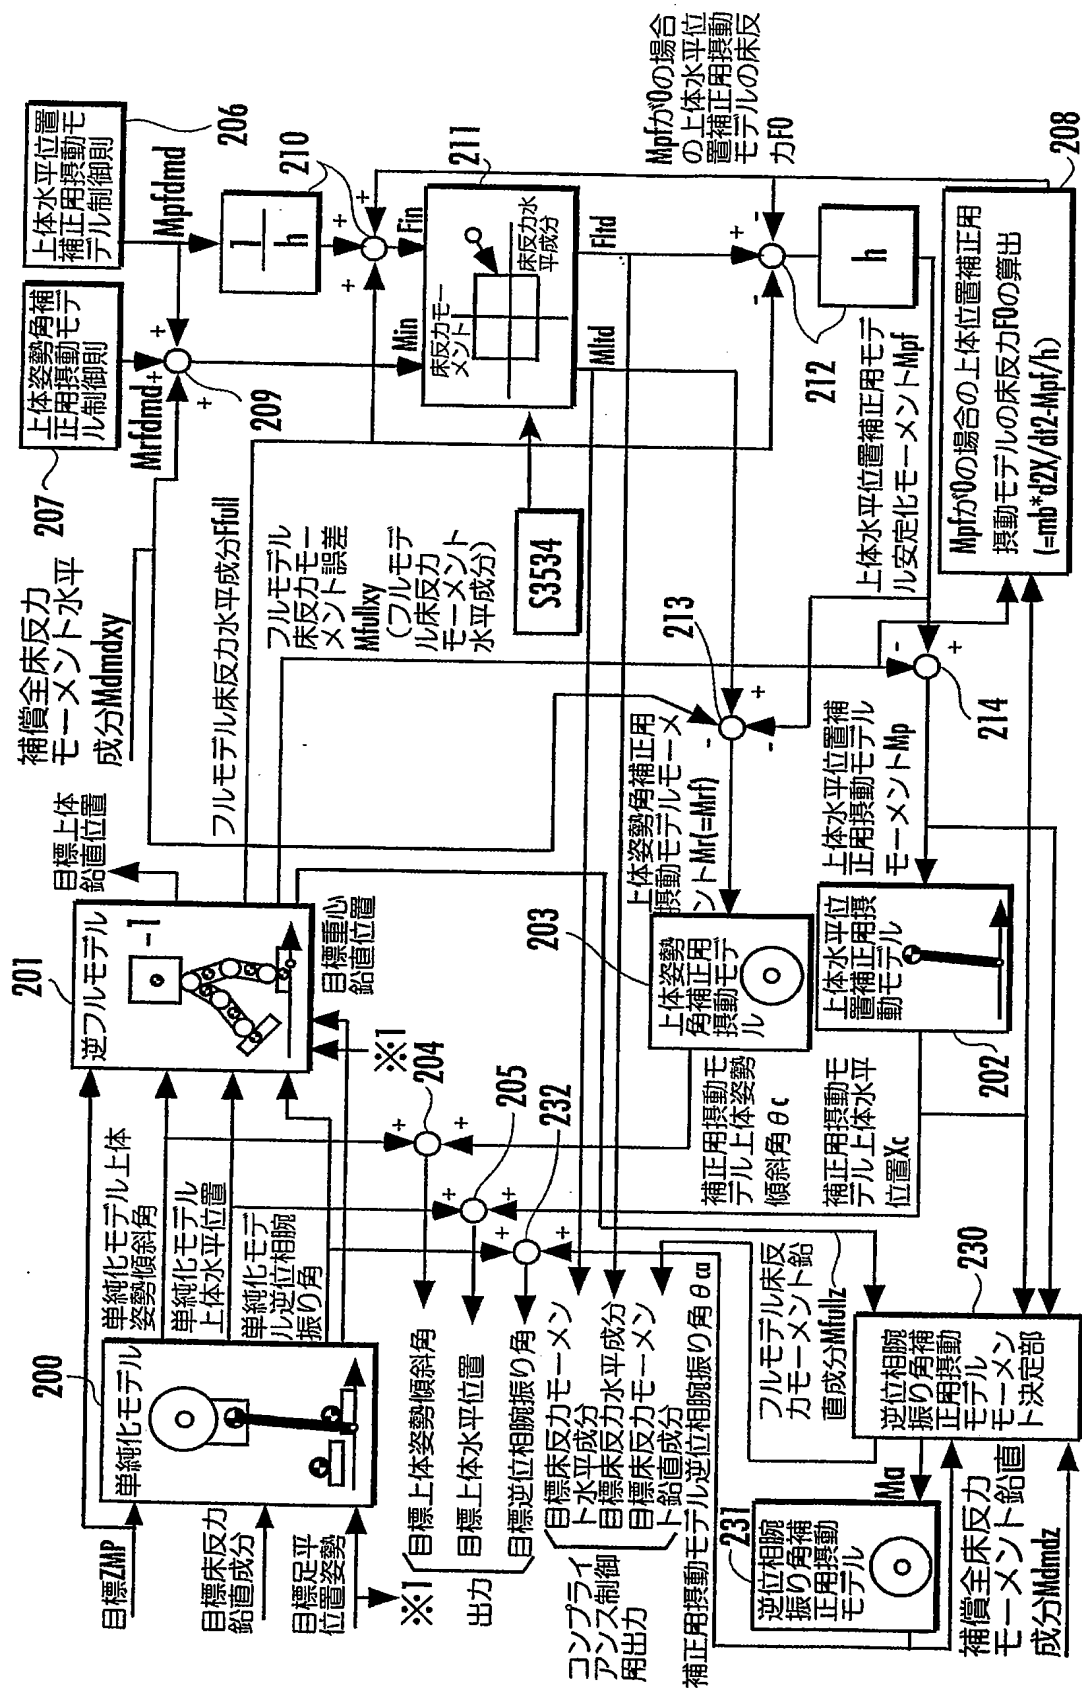 目標ZMP
目標床反力
鉛直成分
目標足平
位置姿勢
※1
200
単純化モデル
単純化モデル上体
姿勢傾斜角
単純化モデル
上体水平位置
単純化モデ
ル逆位相腕
振り角
201
逆フルモデル
-1
※1
目標上体
鉛直位置
目標重心
鉛直位置
補償全床反力
モーメント水平
成分Mdmdxy
フルモデル床反力水平成分Ffull
フルモデル
床反力モー
メント誤差
Mfullxy
(フルモデ
ル床反力
モーメント
水平成分)
207
上体姿勢角補
正用摂動モデ
ル制御則
Mrfdmd
+
+
+
209
上体水平位置
補正用摂動モ
デル制御則
206
Mpfdmd
1
h
210
+
+
+
Fin
Min
211
床反力モー
メント
床反力水
平成分
S3534
Fltd
Mltd
Mpfが0の場合
の上体水平位
置補正用摂動
モデルの床反
力F0
+
-
-
h
212
208
Mpfが0の場合の上体位置補正用
摂動モデルの床反力F0の算出
(=mb*d2X/dt2-Mpf/h)
上体水平位置補正用モデ
ル安定化モーメントMpf
213
-
+
-
-
+
214
上体姿勢角補正用
摂動モデルモーメ
ントMr(=Mrf)
上体水平位置補
正用摂動モデル
モーメントMp
203
上体姿勢
角補正用
摂動モデ
ル
上体水平位
置補正用摂
動モデル
202
204
205
232
+
+
+
+
+
+
補正用摂動モ
デル上体姿勢
傾斜角θc
補正用摂動モ
デル上体水平
位置Xc
目標上体姿勢傾斜角
目標上体水平位置
目標逆位相腕振り角
出力
目標床反力モーメン
ト水平成分
目標床反力水平成分
目標床反力モーメン
ト鉛直成分
コンプライ
アンス制御
用出力
補正用摂動モデル逆位相腕振り角θca
フルモデル床反
力モーメント鉛
直成分Mfullz
230
逆位相腕
振り角補
正用摂動
モデル
モーメン
ト決定部
Ma
231
逆位相腕
振り角補
正用摂動
モデル
補償全床反力
モーメント鉛直
成分Mdmdz